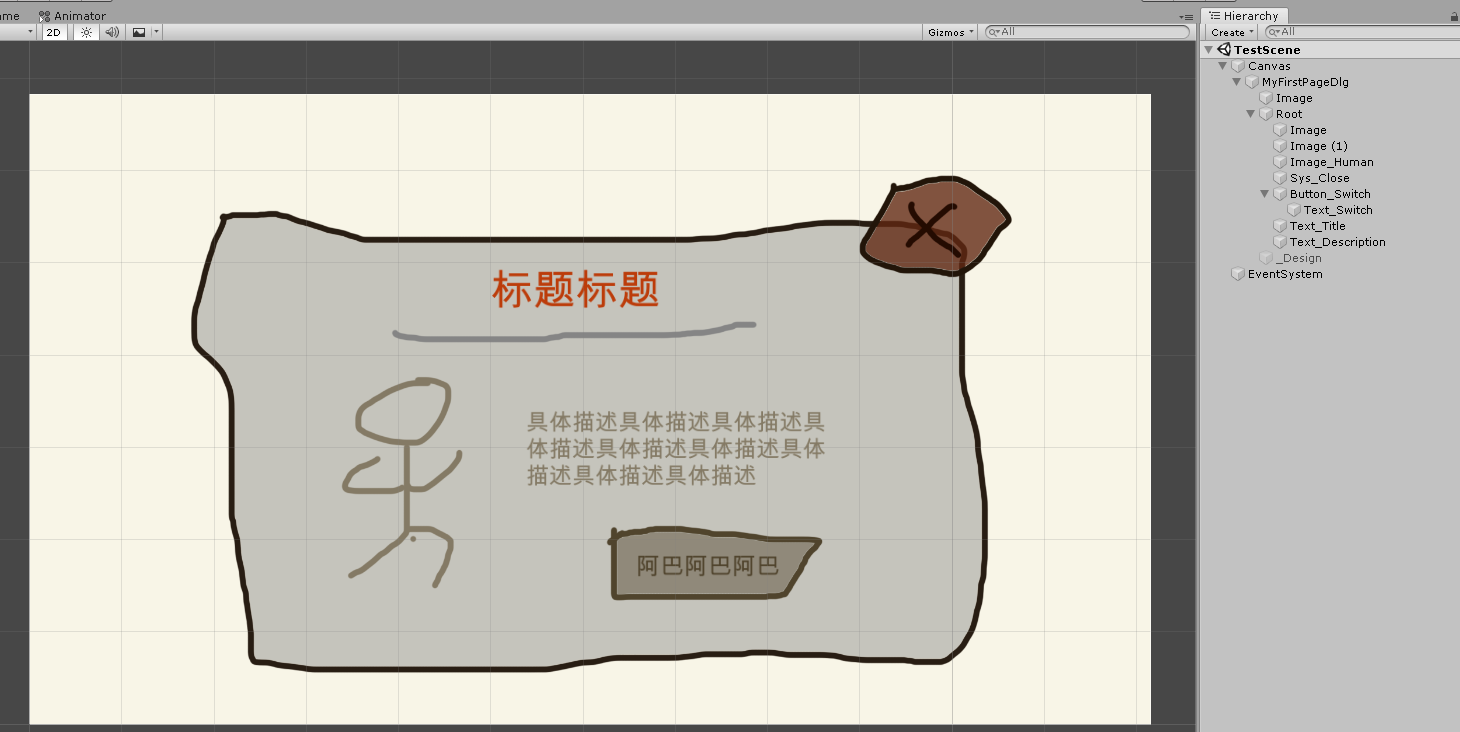 me
Animator
Hierarchy
2D
Gizmos
All
Create
All
TestScene
Canvas
MyFirstPageDlg
Image
Root
Image
Image (1)
Image_Human
Sys_Close
Button_Switch
Text_Switch
Text_Title
Text_Description
_Design
EventSystem
标题标题
具体描述具体描述具体描述具
体描述具体描述具体描述具体
描述具体描述具体描述
阿巴阿巴阿巴